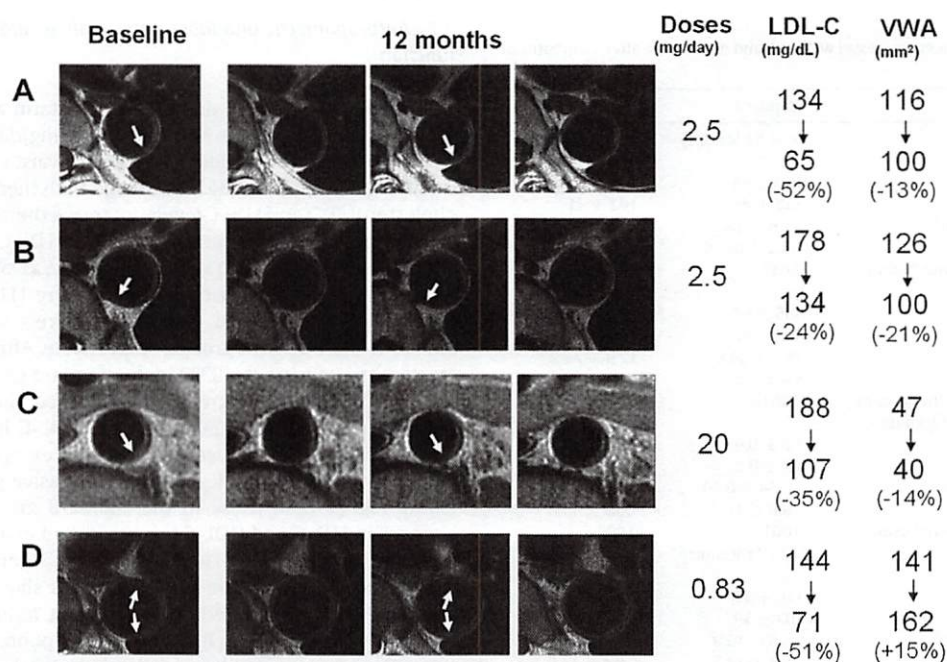 Baseline
12 months
Doses LDL-C VWA
(mg/day) (mg/dL) (mm²)
A
2.5
134 116
65 100
(-52%) (-13%)
B
2.5
178 126
134 100
(-24%) (-21%)
C
20
188 47
107 40
(-35%) (-14%)
D
0.83
144 141
71 162
(-51%) (+15%)